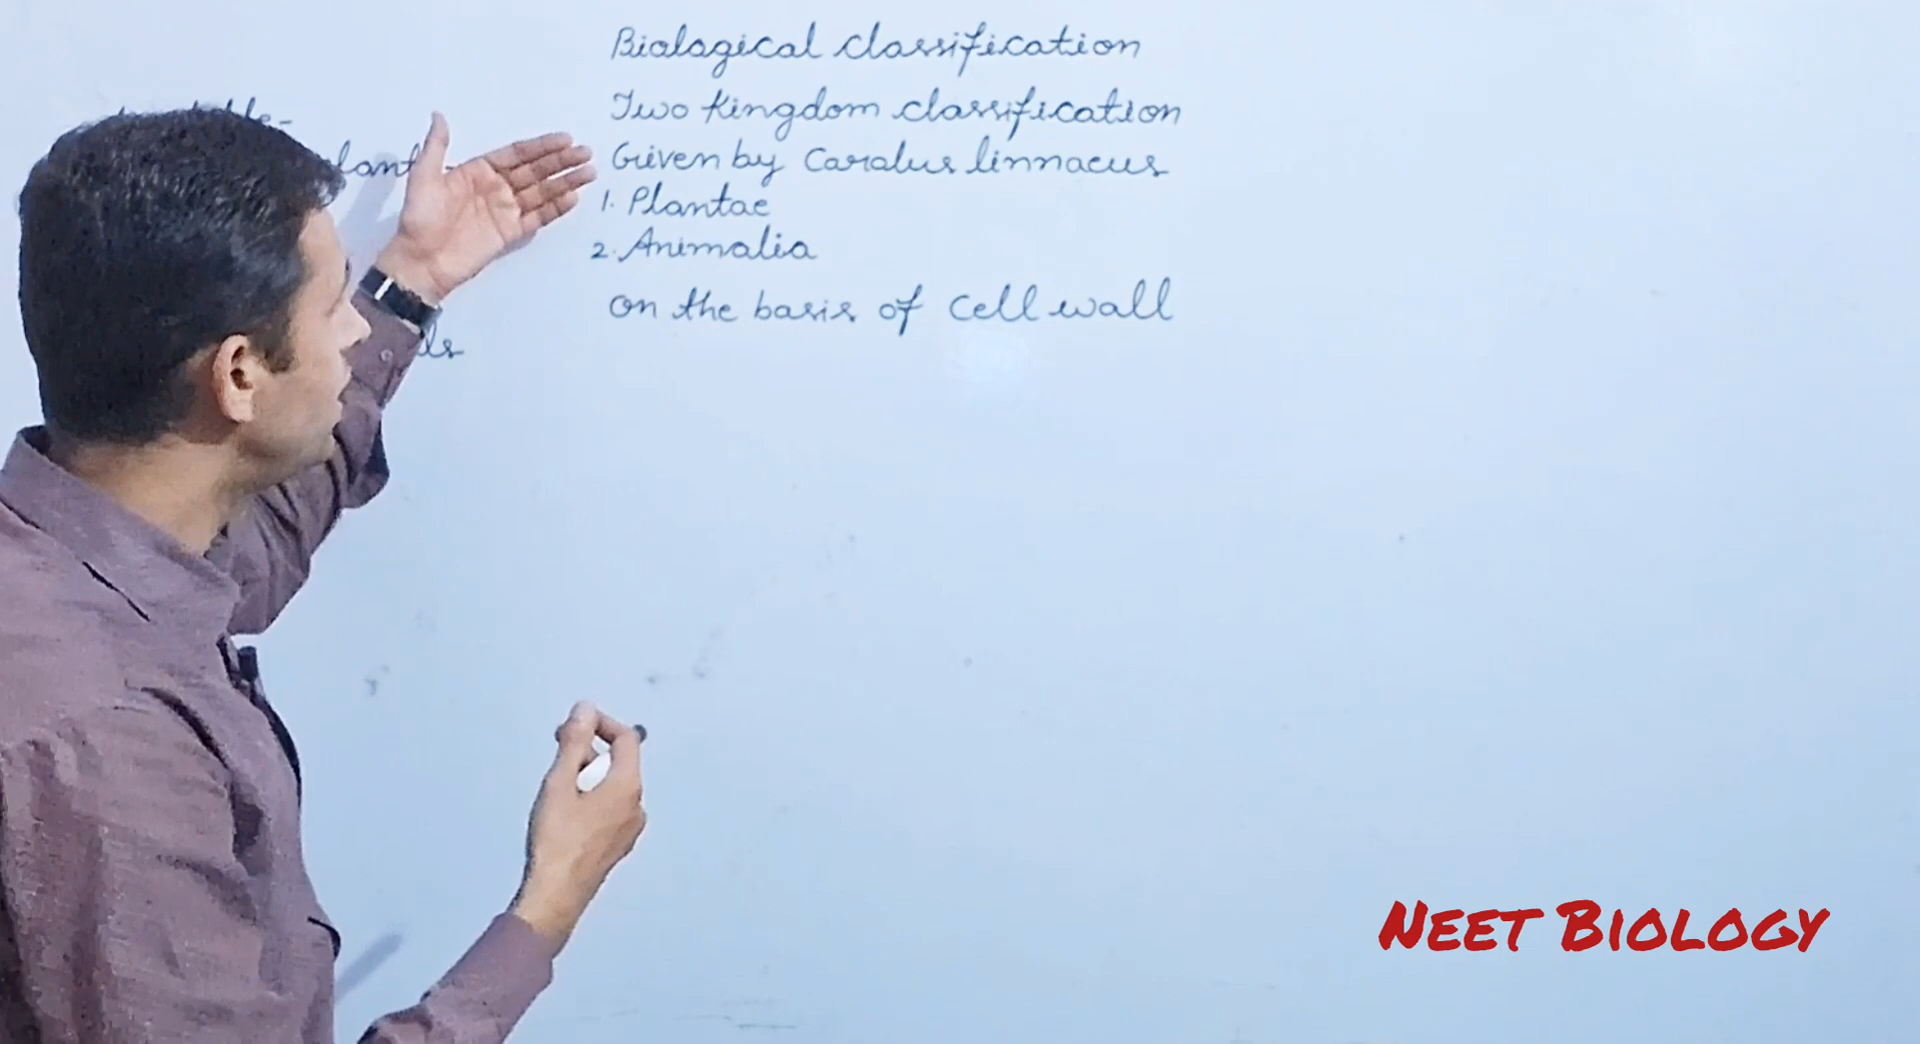 Biological classification
Two Kingdom classification
Given by Carolus linnaeus
1. Plantae
2. Animalia
on the basis of cell wall
NEET BIOLOGY